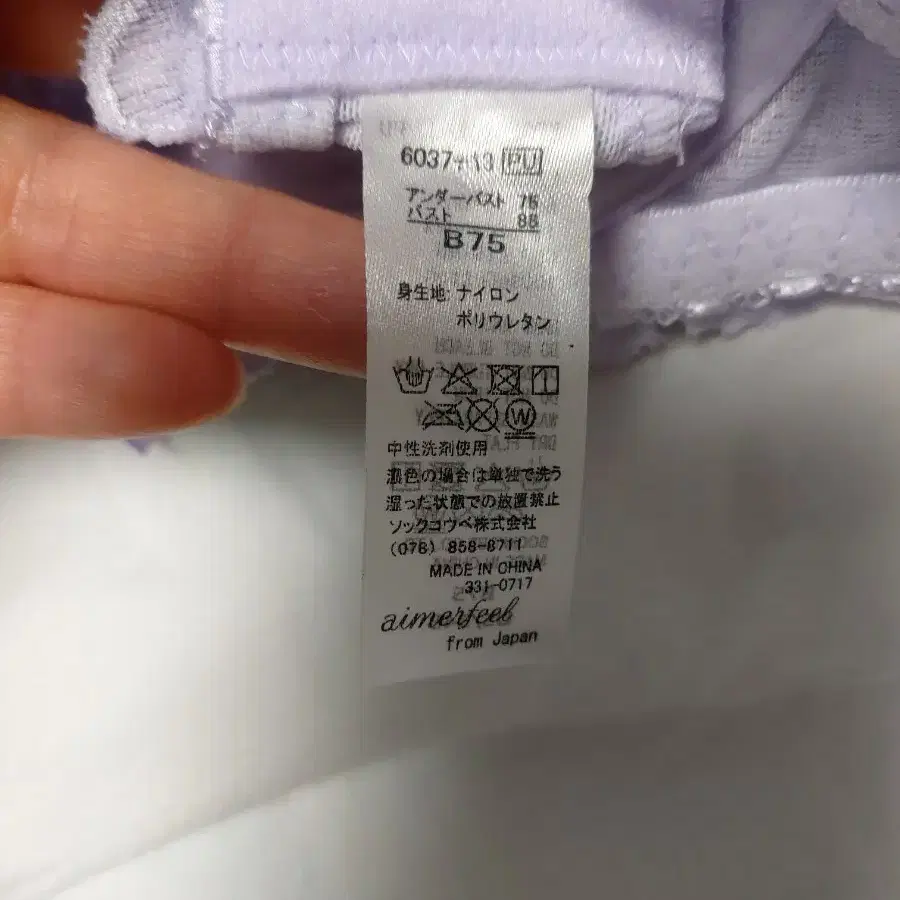 6037-13 PU
アンダーバスト 75
バスト 88
B75
身生地: ナイロン
ポリウレタン
W
中性洗剤使用
濃色の場合は単独で洗う
湿った状態での放置禁止
ソックコウベ株式会社
(078) 858-8711
MADE IN CHINA
331-0717
aimerfeel
from Japan